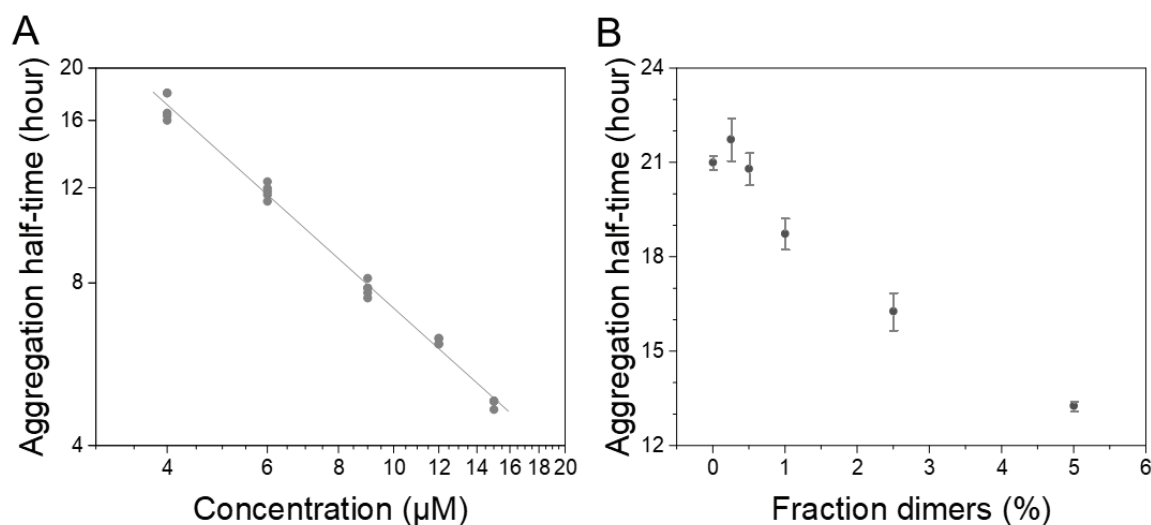 A
Aggregation half-time (hour)
20
16
12
8
4
4 6 8 10 12 14 16 18 20
Concentration (µM)
B
Aggregation half-time (hour)
24
21
18
15
12
0 1 2 3 4 5 6
Fraction dimers (%)